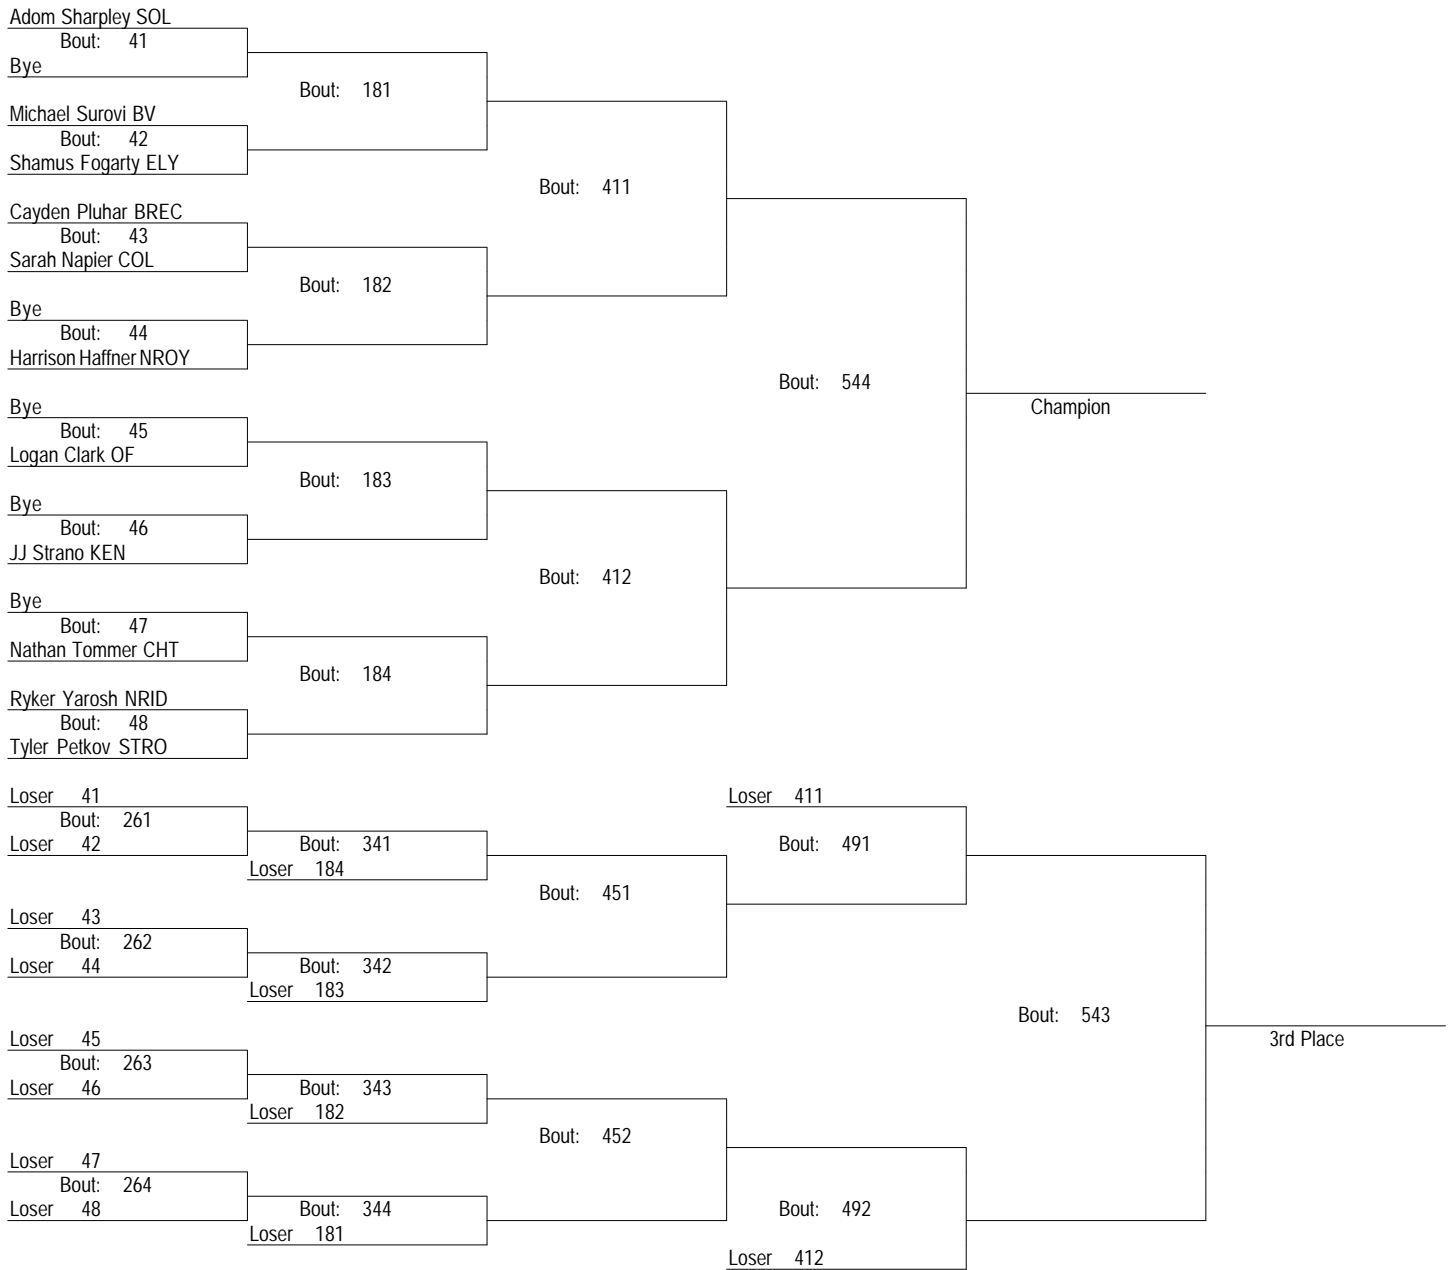 Adom Sharpley SOL
Bout: 41
Bye
Bout: 181
Michael Surovi BV
Bout: 42
Shamus Fogarty ELY
Bout: 411
Cayden Pluhar BREC
Bout: 43
Sarah Napier COL
Bout: 182
Bye
Bout: 44
Harrison Haffner NROY
Bout: 544
Champion
Bye
Bout: 45
Logan Clark OF
Bout: 183
Bye
Bout: 46
JJ Strano KEN
Bout: 412
Bye
Bout: 47
Nathan Tommer CHT
Bout: 184
Ryker Yarosh NRID
Bout: 48
Tyler Petkov STRO
Loser 41
Bout: 261
Loser 42
Bout: 341
Loser 184
Loser 411
Bout: 491
Bout: 451
Loser 43
Bout: 262
Loser 44
Bout: 342
Loser 183
Bout: 543
3rd Place
Loser 45
Bout: 263
Loser 46
Bout: 343
Loser 182
Bout: 452
Loser 47
Bout: 264
Loser 48
Bout: 344
Loser 181
Bout: 492
Loser 412